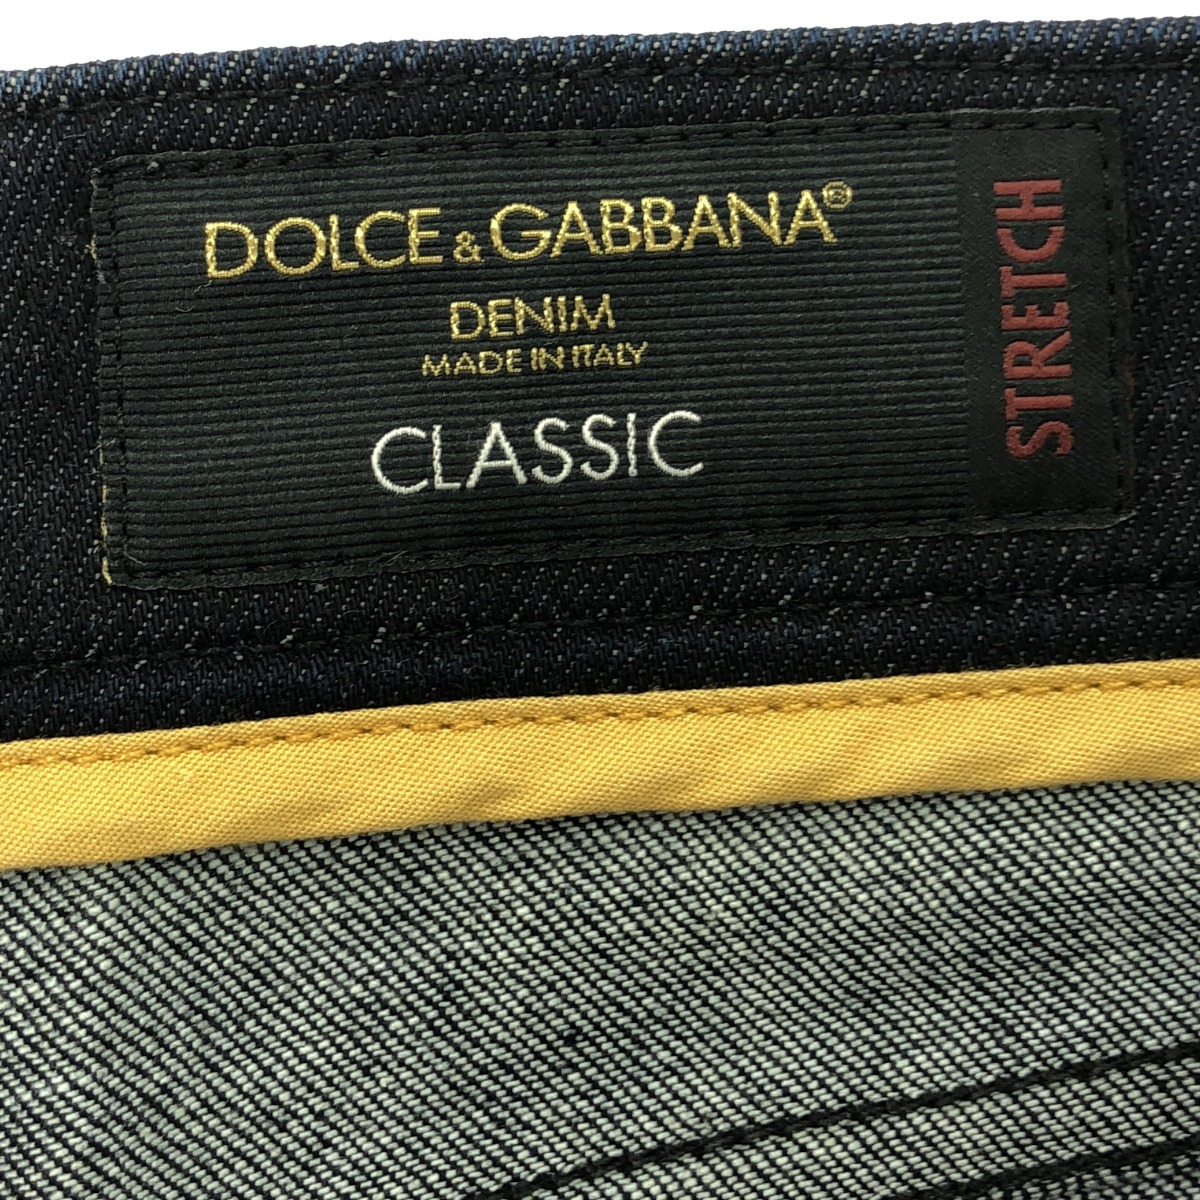 DOLCE & GABBANA®
DENIM
MADE IN ITALY
CLASSIC
STRETCH